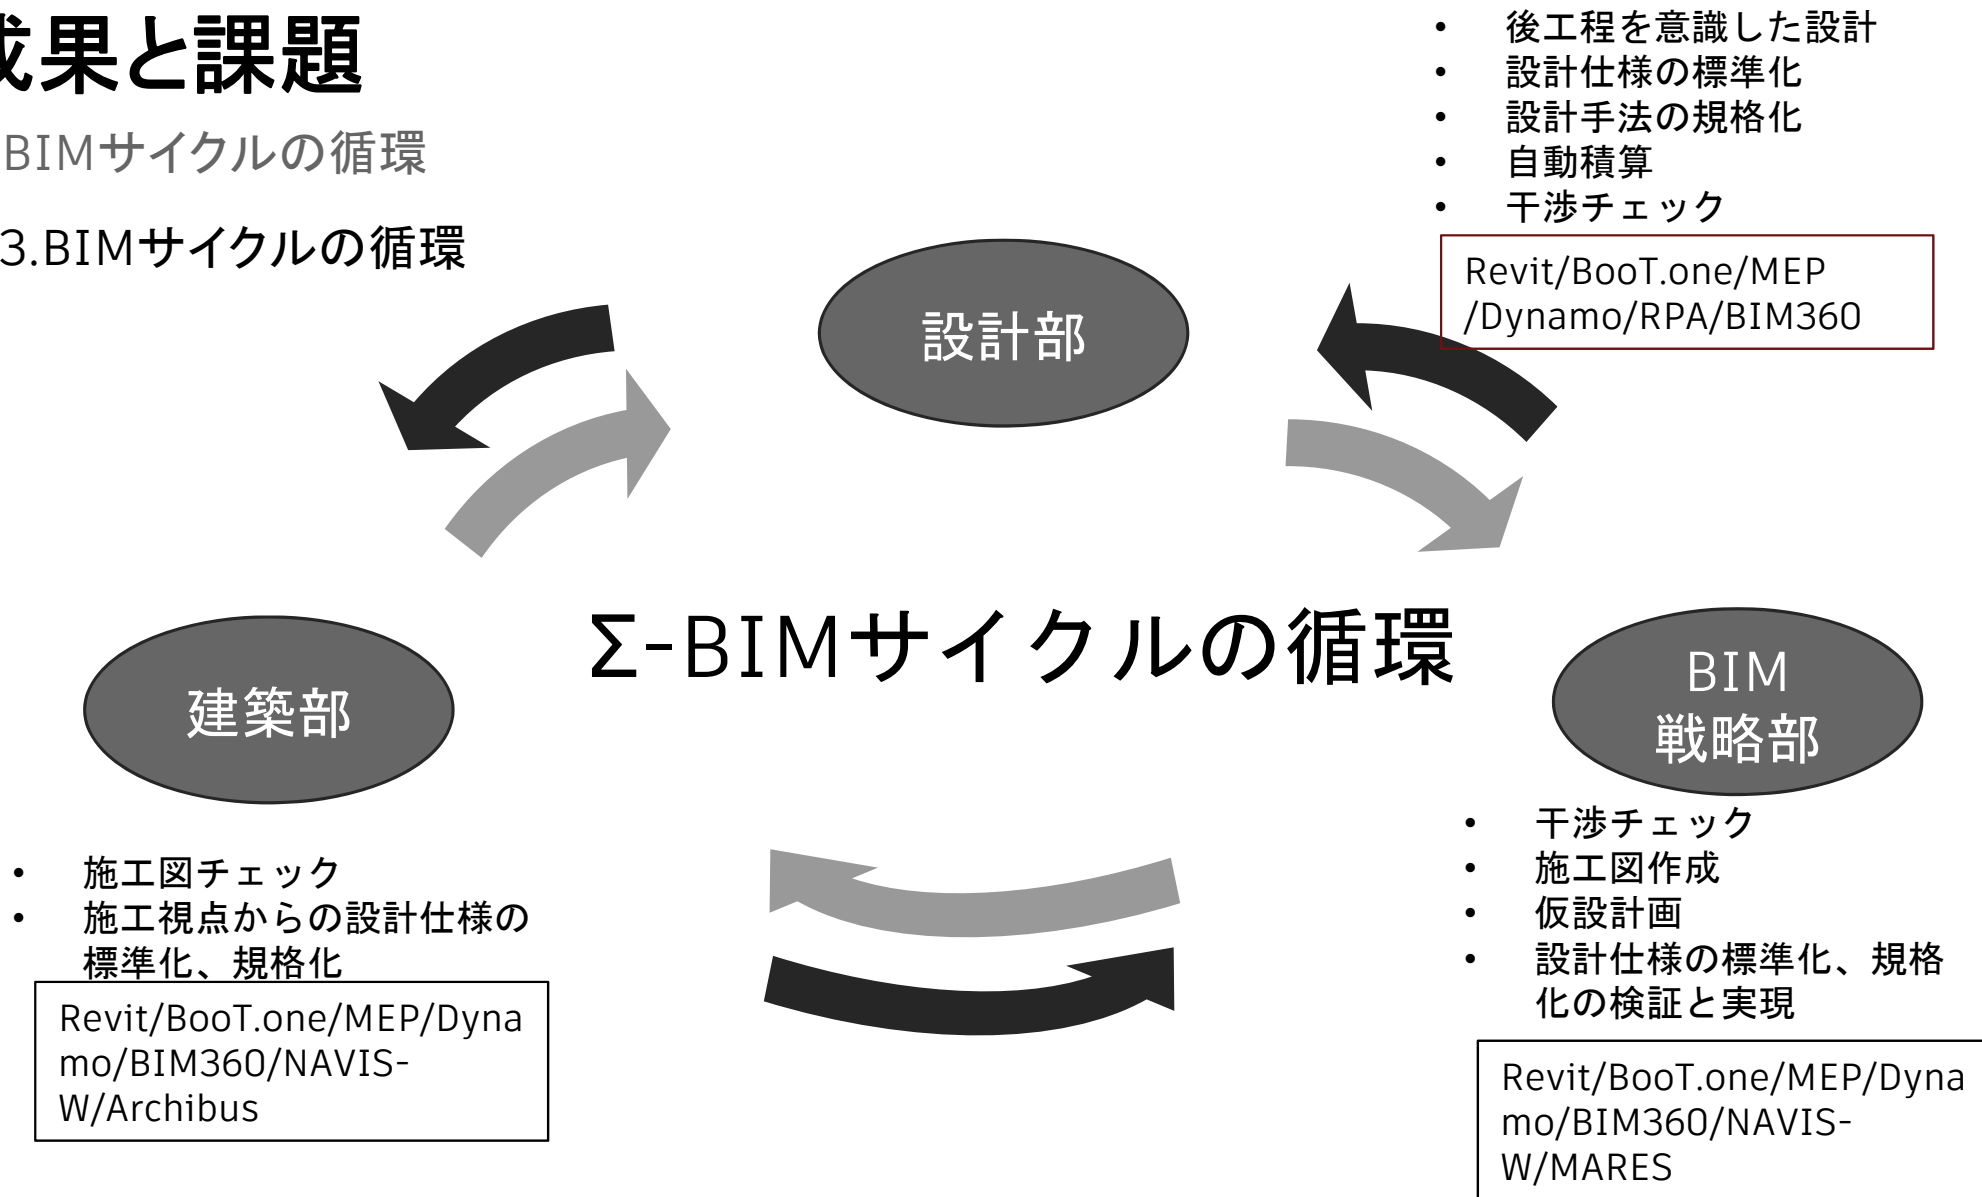 成果と課題
BIMサイクルの循環
3.BIMサイクルの循環
• 後工程を意識した設計
• 設計仕様の標準化
• 設計手法の規格化
• 自動積算
• 干渉チェック
Revit/BooT.one/MEP
/Dynamo/RPA/BIM360
設計部
Σ-BIMサイクルの循環
建築部
BIM
戦略部
• 施工図チェック
• 施工視点からの設計仕様の
標準化、規格化
Revit/BooT.one/MEP/Dyna
mo/BIM360/NAVIS-
W/Archibus
• 干渉チェック
• 施工図作成
• 仮設計画
• 設計仕様の標準化、規格
化の検証と実現
Revit/BooT.one/MEP/Dyna
mo/BIM360/NAVIS-
W/MARES